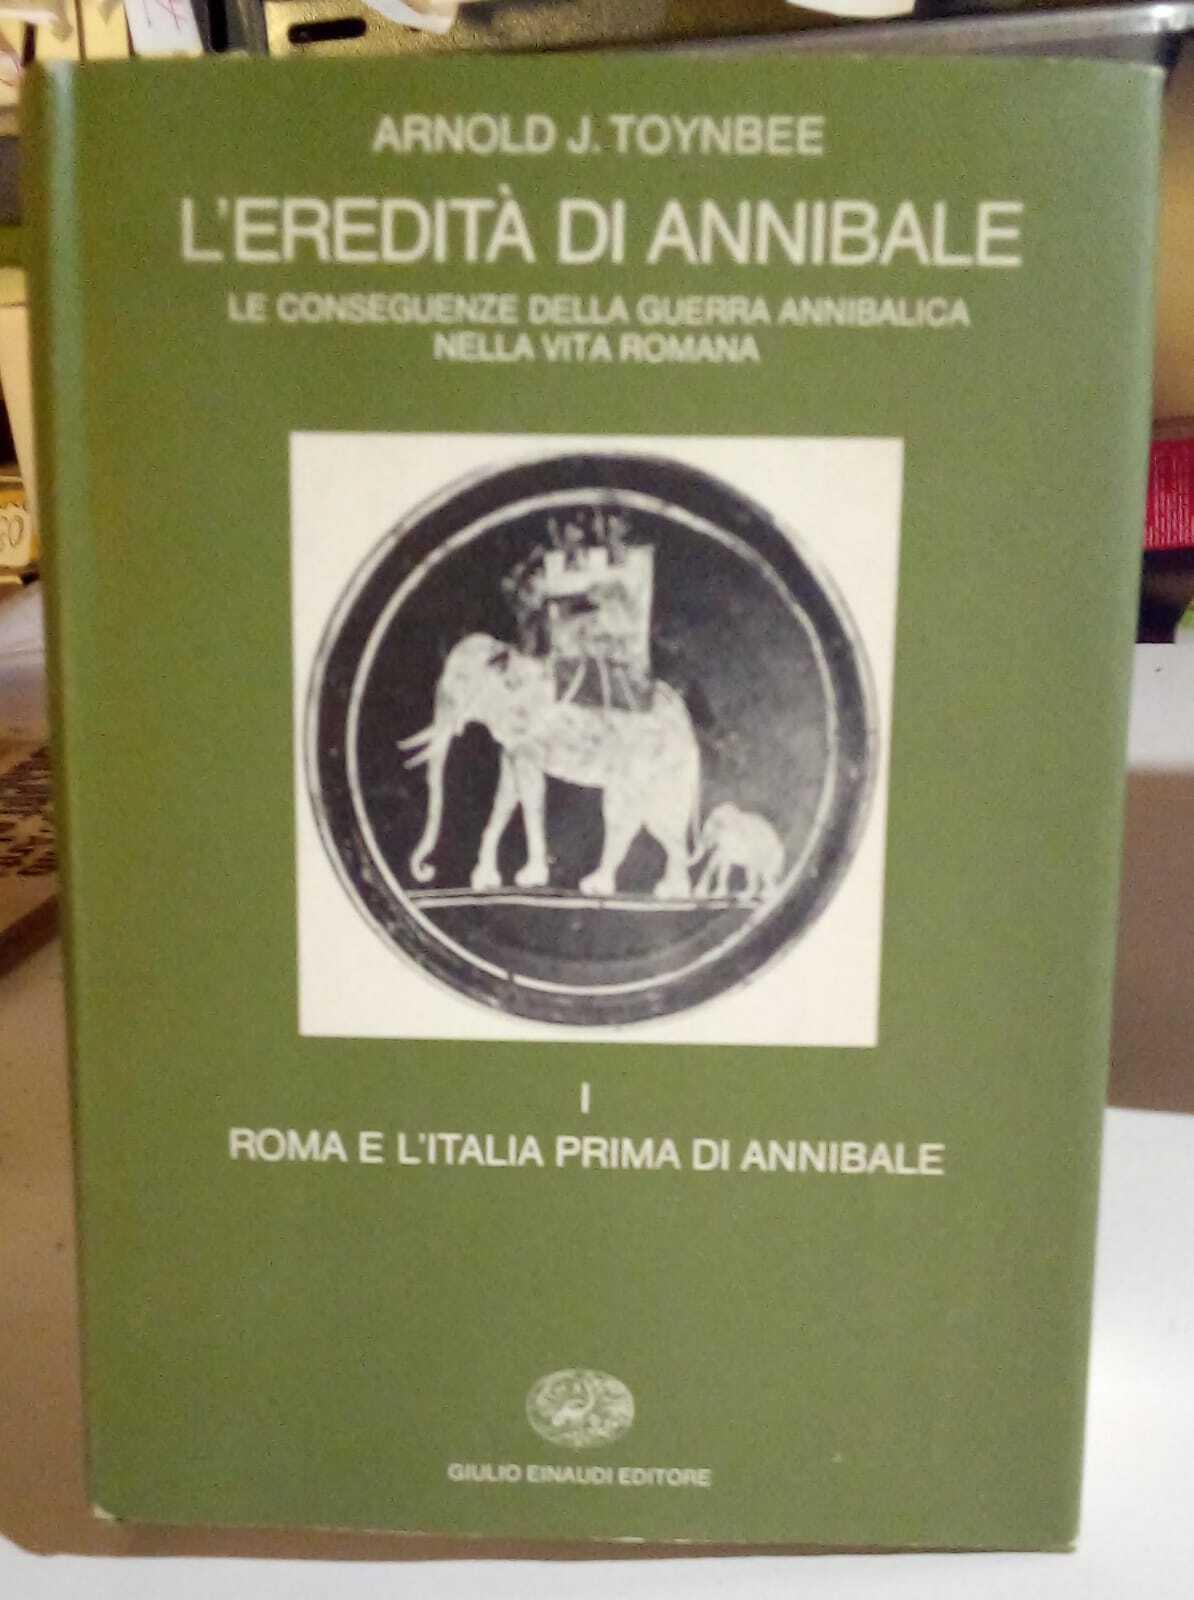 ARNOLD J. TOYNBEE
L'EREDITÀ DI ANNIBALE
LE CONSEGUENZE DELLA GUERRA ANNIBALICA
NELLA VITA ROMANA
I
ROMA E L'ITALIA PRIMA DI ANNIBALE
GIULIO EINAUDI EDITORE